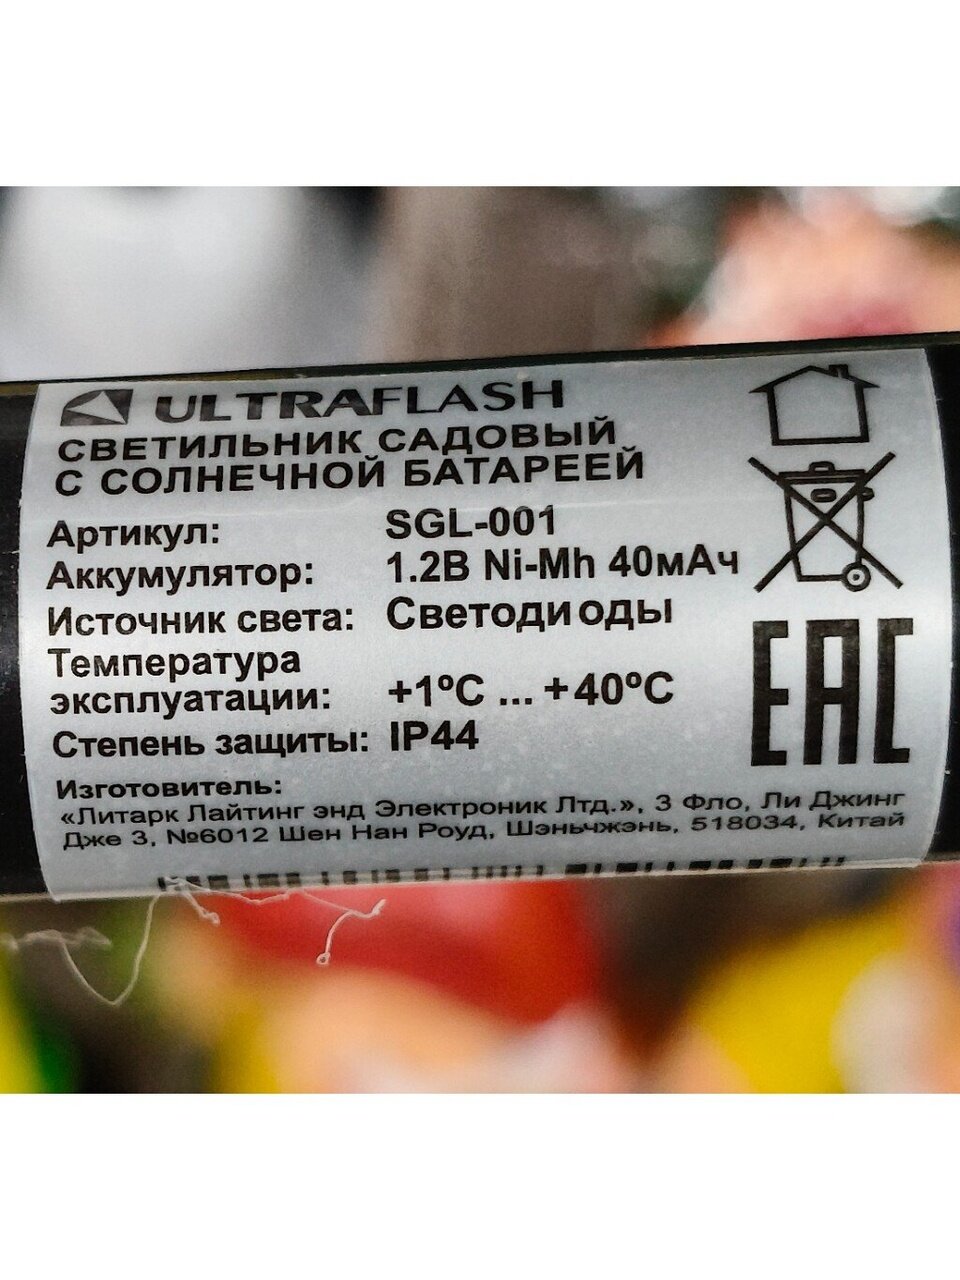 ULTRAFLASH
СВЕТИЛЬНИК САДОВЫЙ
С СОЛНЕЧНОЙ БАТАРЕЕЙ
Артикул: SGL-001
Аккумулятор: 1.2В Ni-Mh 40мАч
Источник света: Светодиоды
Температура
эксплуатации: +1ºC ... +40ºC
Степень защиты: IP44
EAC
Изготовитель:
«Литарк Лайтинг энд Электроник Лтд.», 3 Фло, Ли Джинг
Дже 3, №6012 Шен Нан Роуд, Шэньчжэнь, 518034, Китай